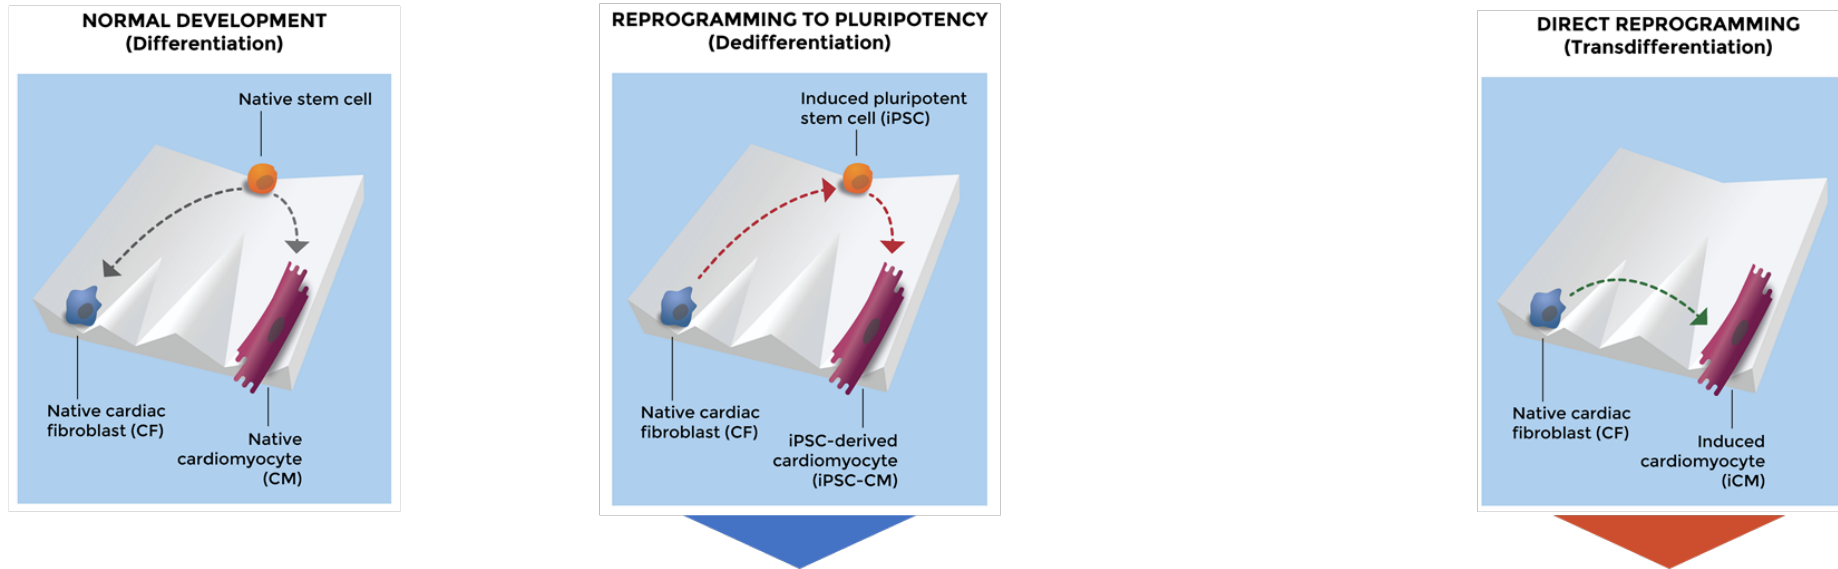 NORMAL DEVELOPMENT
(Differentiation)
Native stem cell
Native cardiac
fibroblast (CF)
Native
cardiomyocyte
(CM)
REPROGRAMMING TO PLURIPOTENCY
(Dedifferentiation)
Induced pluripotent
stem cell (iPSC)
Native cardiac
fibroblast (CF)
iPSC-derived
cardiomyocyte
(iPSC-CM)
DIRECT REPROGRAMMING
(Transdifferentiation)
Native cardiac
fibroblast (CF)
Induced
cardiomyocyte
(iCM)